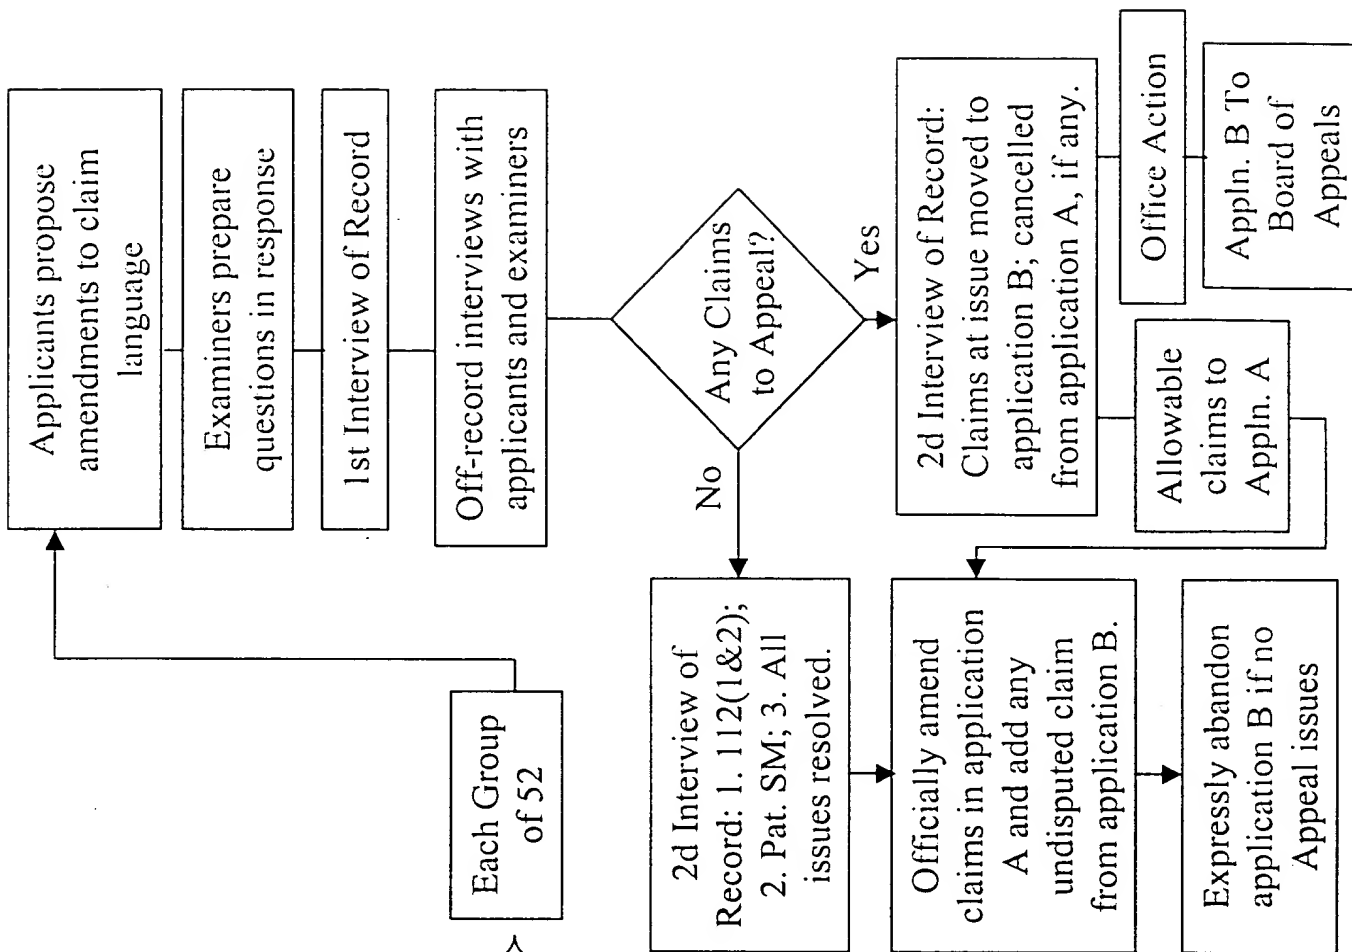 Each Group
of 52
Applicants propose
amendments to claim
language
Examiners prepare
questions in response
1st Interview of Record
Off-record interviews with
applicants and examiners
Any Claims
to Appeal?
No
Yes
2d Interview of
Record: 1. 112(1&2);
2. Pat. SM; 3. All
issues resolved.
Officially amend
claims in application
A and add any
undisputed claim
from application B.
Expressly abandon
application B if no
Appeal issues
2d Interview of Record:
Claims at issue moved to
application B; cancelled
from application A, if any.
Allowable
claims to
Appln. A
Office Action
Appln. B To
Board of
Appeals